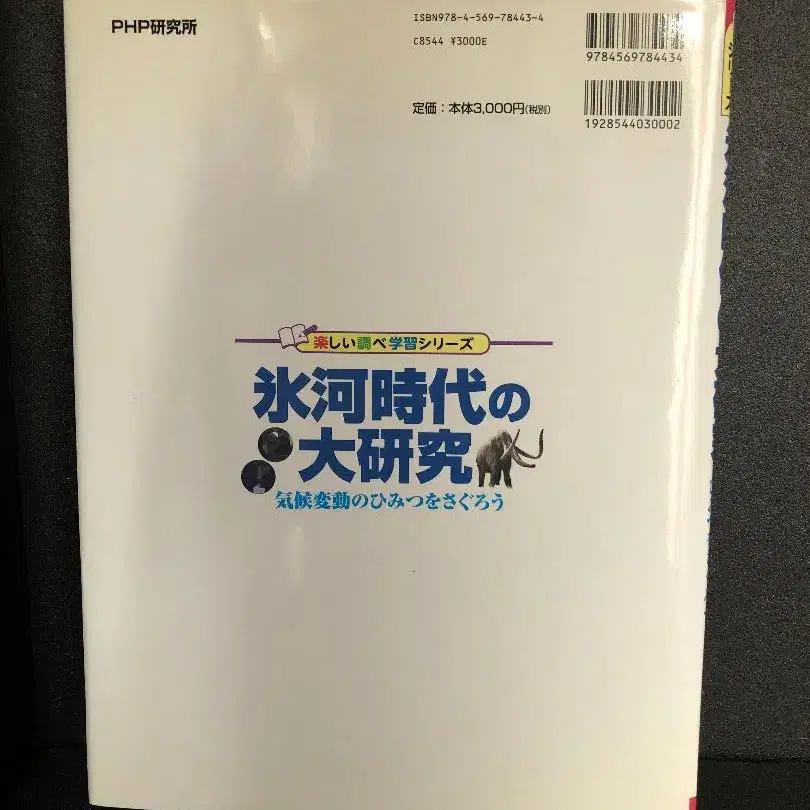 PHP研究所
ISBN978-4-569-78443-4
C8544 ¥3000E
9784569784434
定価：本体3,000円(税別)
1928544030002
楽しい調べ学習シリーズ
氷河時代の
大研究
気候変動のひみつをさぐろう